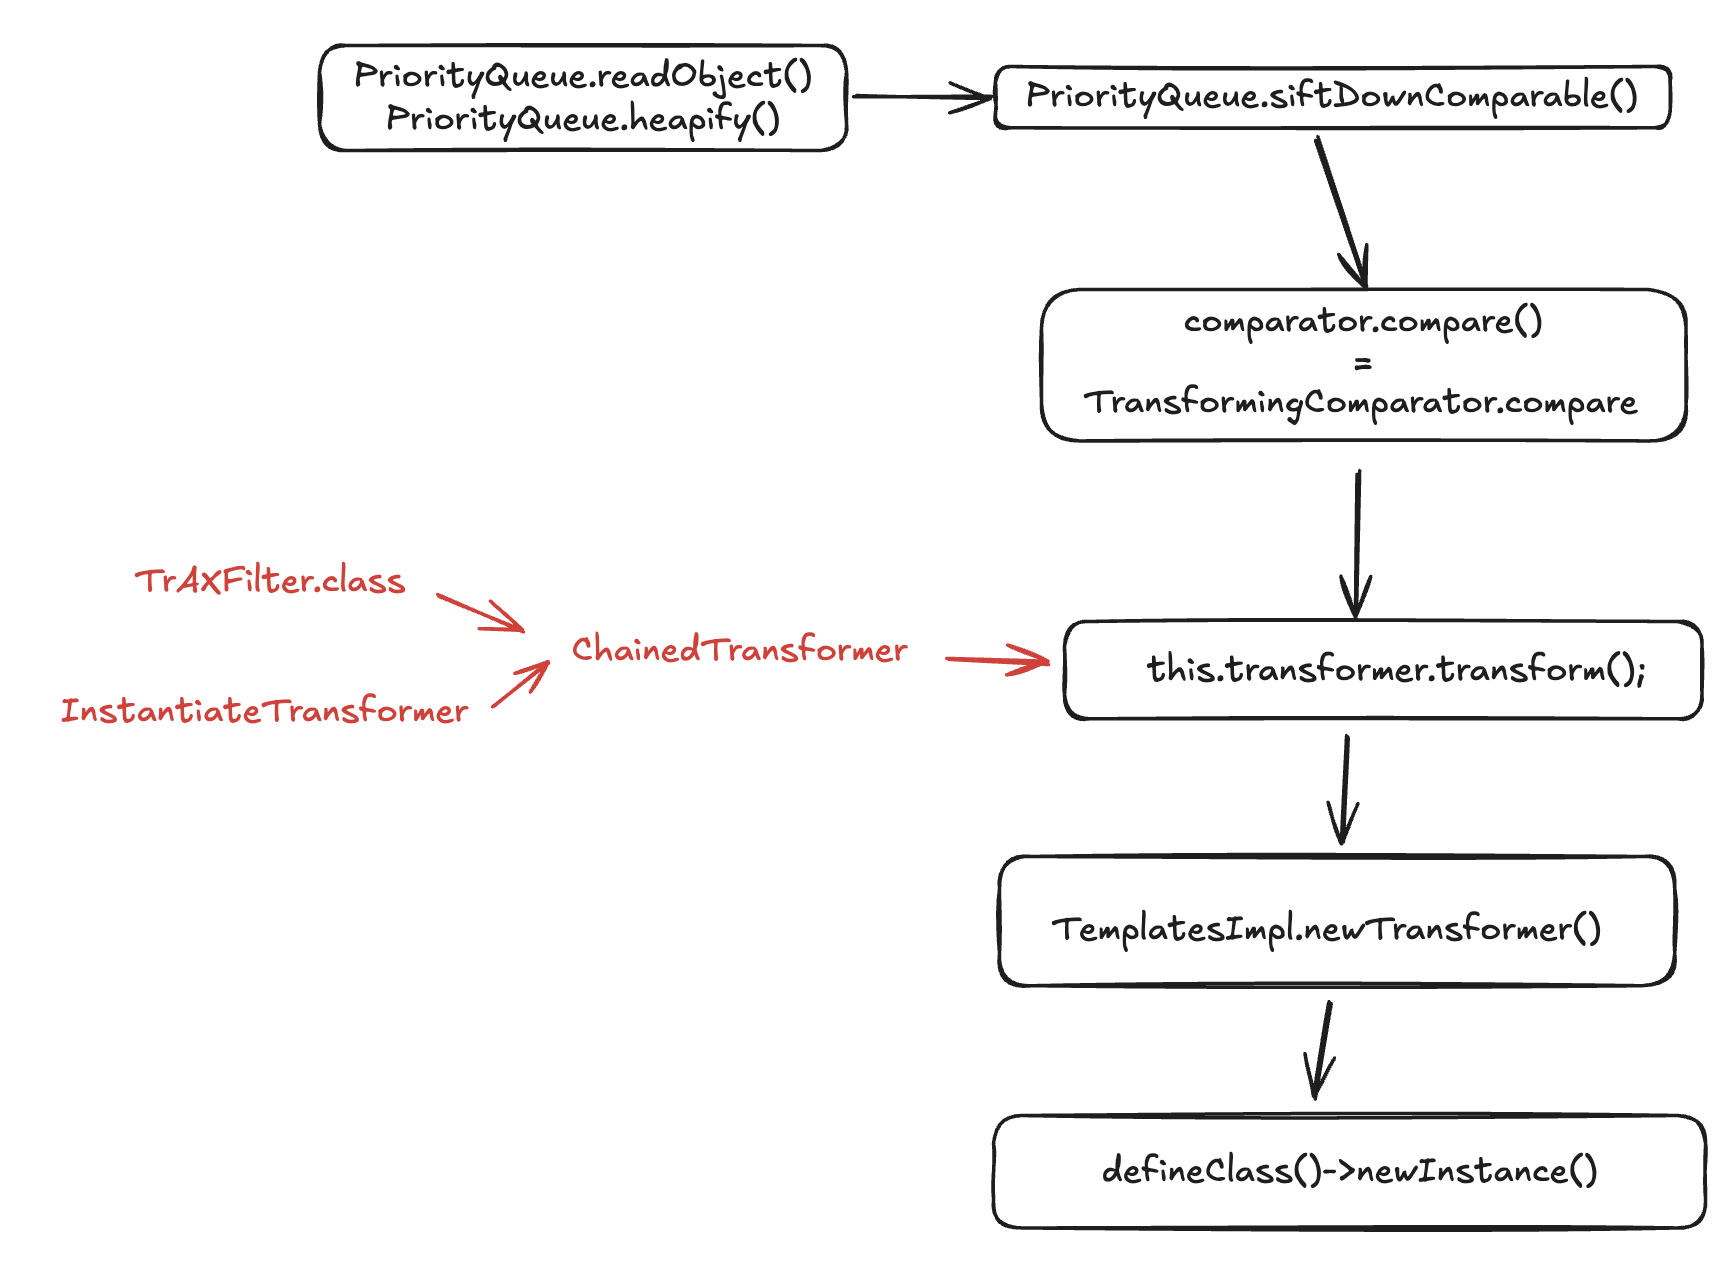 PriorityQueue.readObject()
PriorityQueue.heapify()
PriorityQueue.siftDownComparable()
comparator.compare()
=
TransformingComparator.compare
TrAXFilter.class
ChainedTransformer
InstantiateTransformer
this.transformer.transform();
TemplatesImpl.newTransformer()
defineClass()->newInstance()